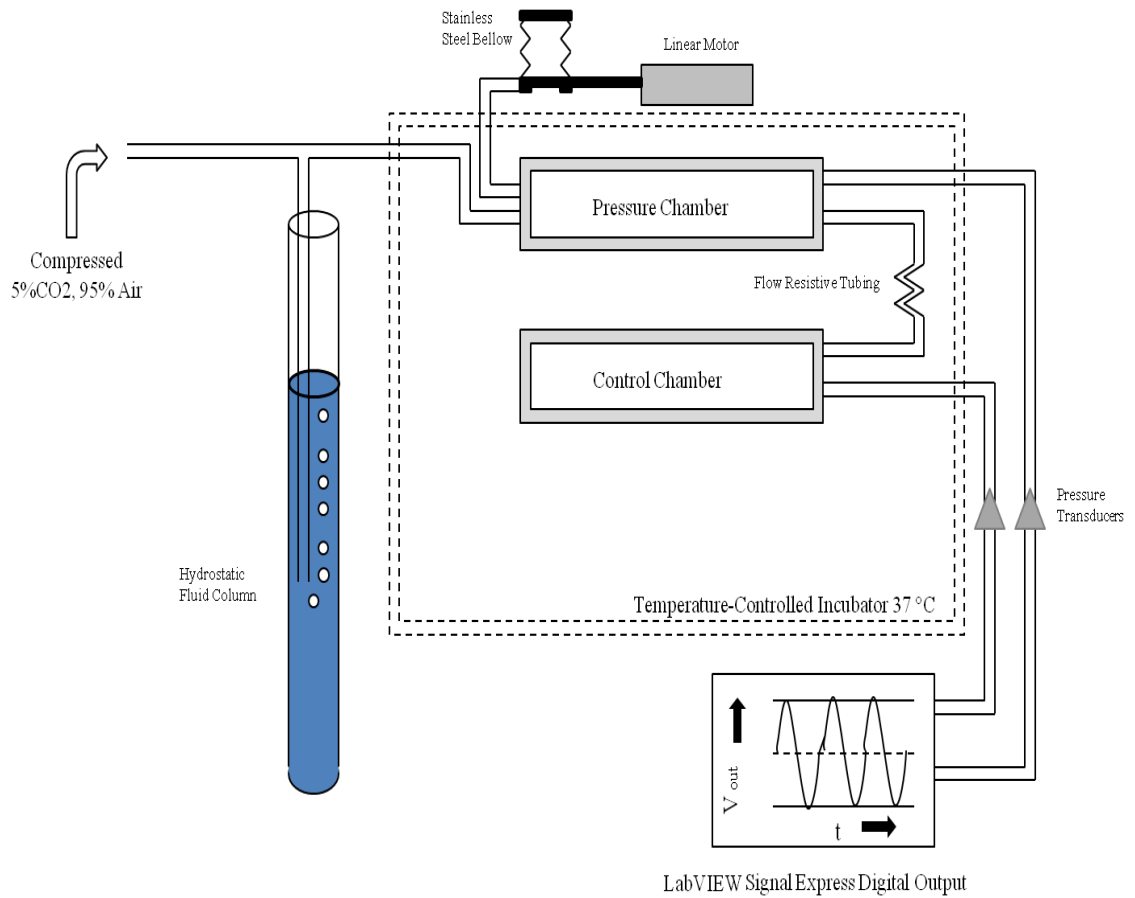 Stainless
Steel Bellow
Linear Motor
Compressed
5%CO2, 95% Air
Pressure Chamber
Flow Resistive Tubing
Control Chamber
Pressure
Transducers
Hydrostatic
Fluid Column
Temperature-Controlled Incubator 37 °C
V out
t
LabVIEW Signal Express Digital Output